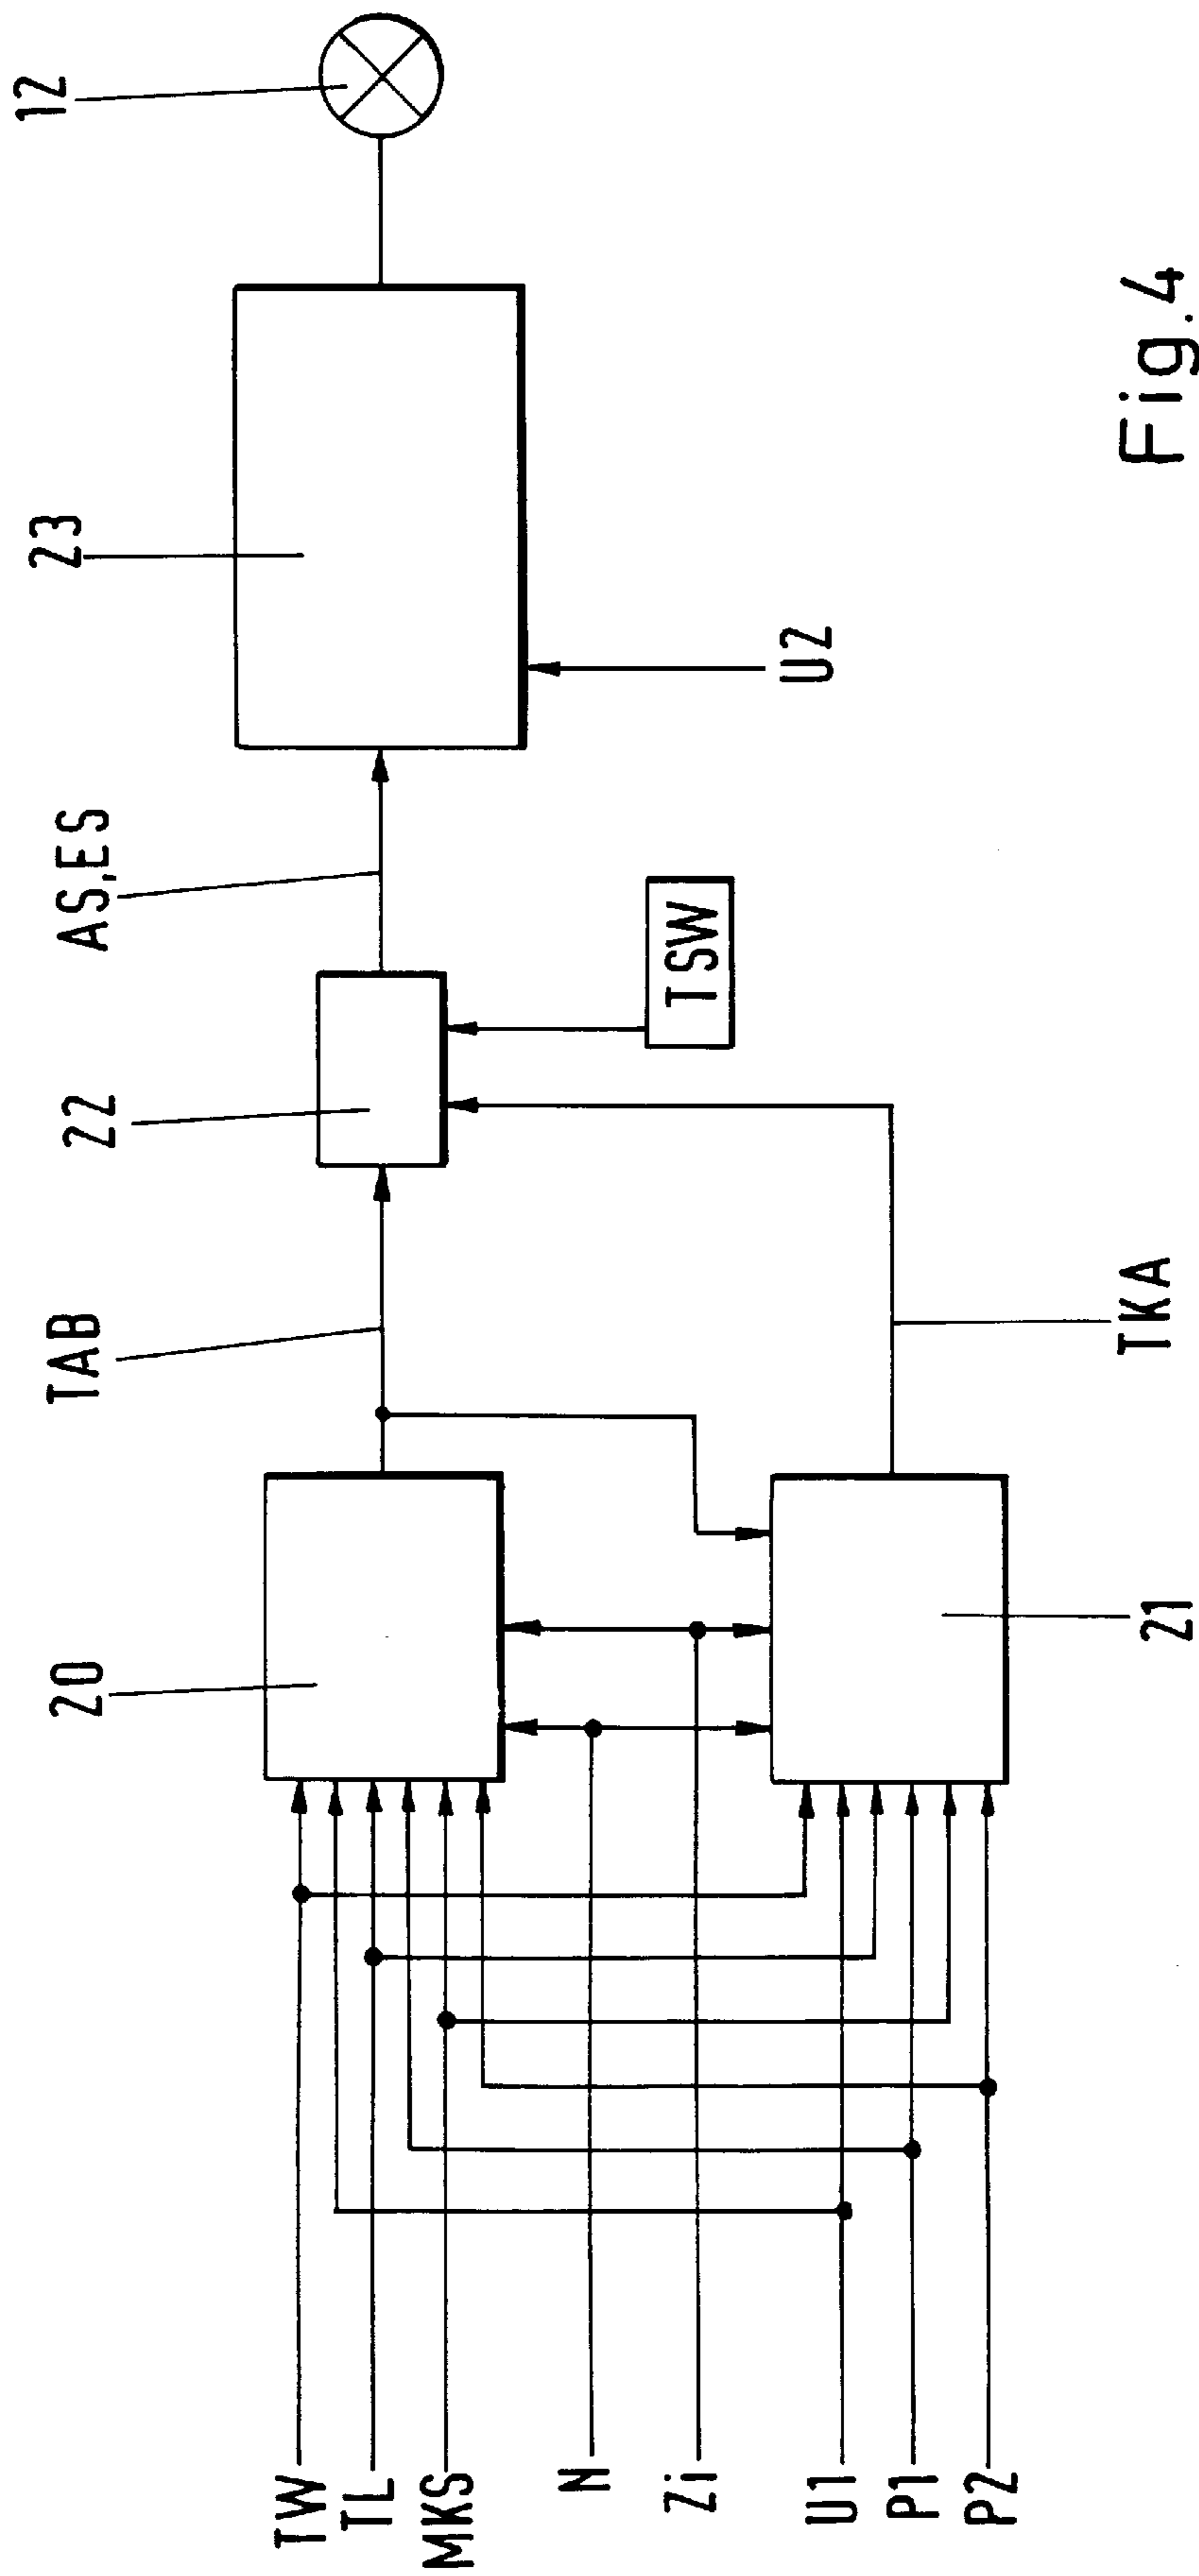 12
23
AS,ES
22
TAB
20
U2
TSW
TKA
21
TW
TL
MKS
N
Zi
U1
P1
P2
Fig.4